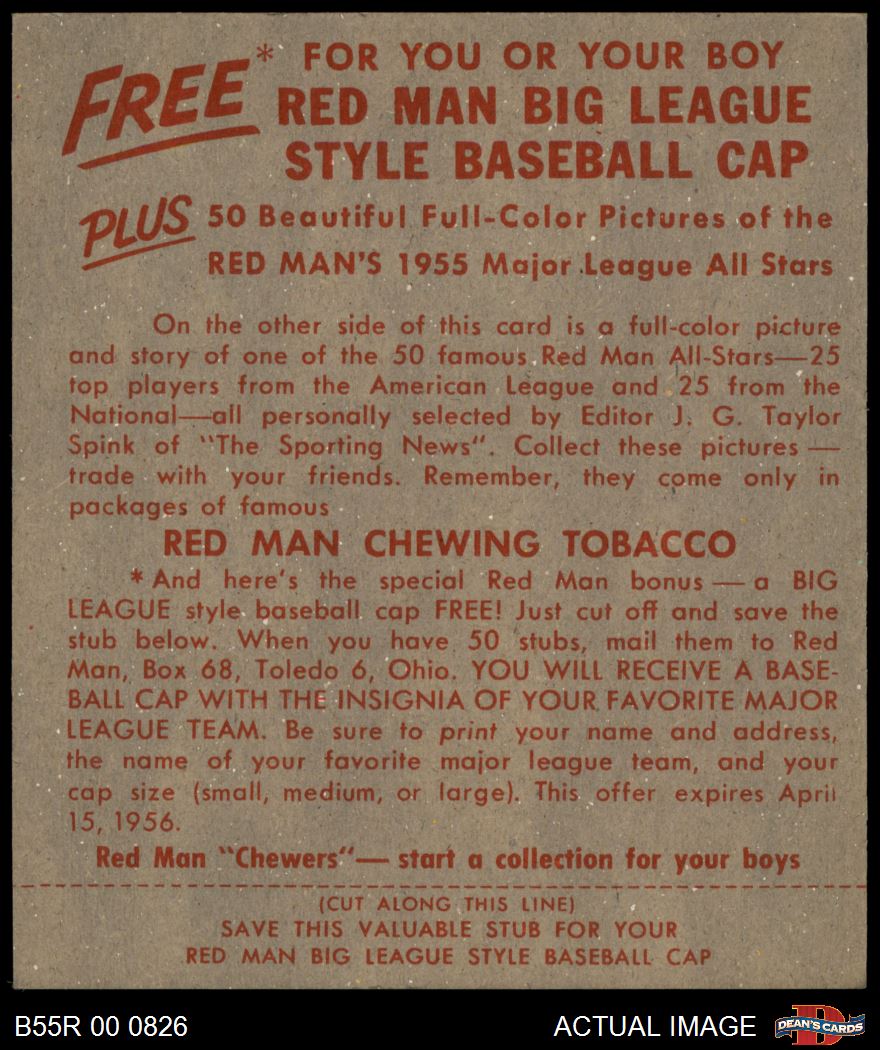 FREE* FOR YOU OR YOUR BOY
RED MAN BIG LEAGUE
STYLE BASEBALL CAP
PLUS 50 Beautiful Full-Color Pictures of the
RED MAN'S 1955 Major League All Stars
On the other side of this card is a full-color picture
and story of one of the 50 famous Red Man All-Stars—25
top players from the American League and 25 from the
National—all personally selected by Editor J. G. Taylor
Spink of "The Sporting News". Collect these pictures —
trade with your friends. Remember, they come only in
packages of famous
RED MAN CHEWING TOBACCO
*And here's the special Red Man bonus — a BIG
LEAGUE style baseball cap FREE! Just cut off and save the
stub below. When you have 50 stubs, mail them to Red
Man, Box 68, Toledo 6, Ohio. YOU WILL RECEIVE A BASE-
BALL CAP WITH THE INSIGNIA OF YOUR FAVORITE MAJOR
LEAGUE TEAM. Be sure to print your name and address,
the name of your favorite major league team, and your
cap size (small, medium, or large). This offer expires April
15, 1956.
Red Man "Chewers"— start a collection for your boys
(CUT ALONG THIS LINE)
SAVE THIS VALUABLE STUB FOR YOUR
RED MAN BIG LEAGUE STYLE BASEBALL CAP
B55R 00 0826 ACTUAL IMAGE DEAN'S CARDS